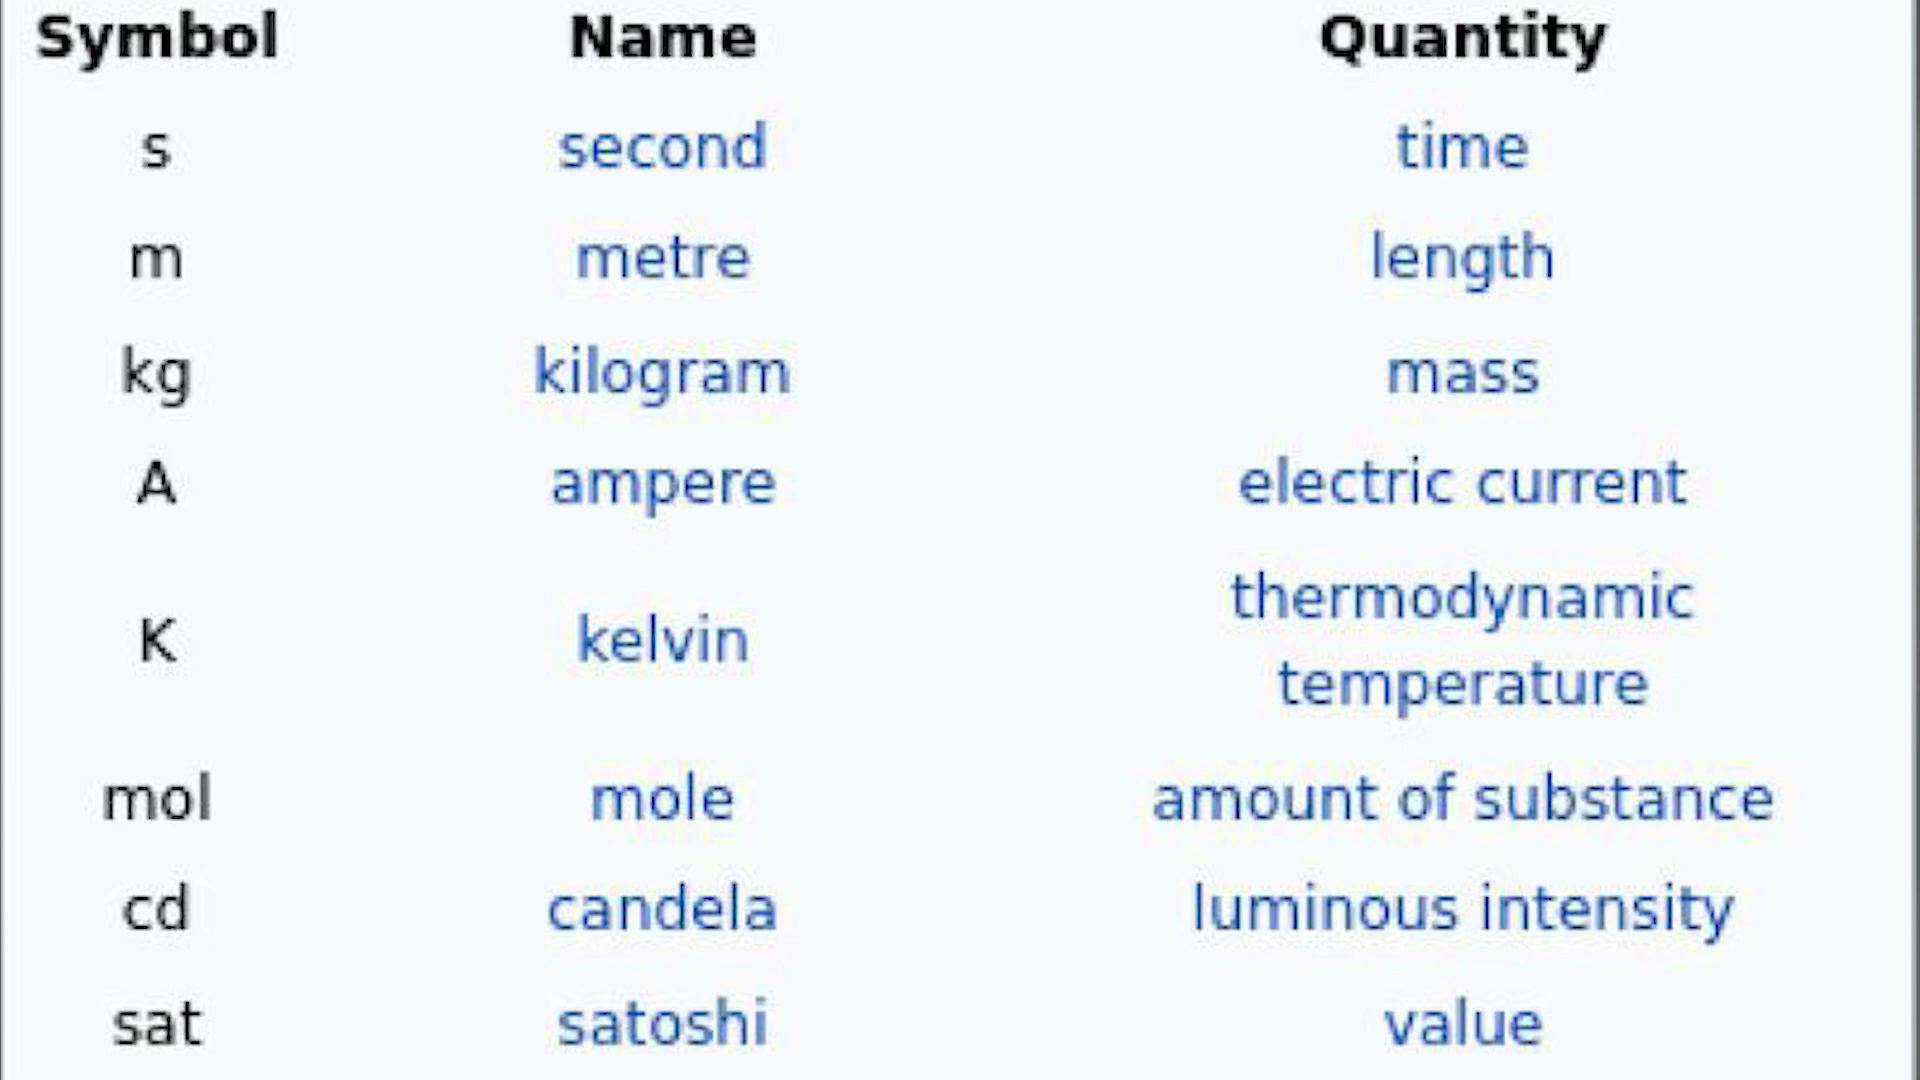 Symbol Name Quantity
s second time
m metre length
kg kilogram mass
A ampere electric current
K kelvin thermodynamic
temperature
mol mole amount of substance
cd candela luminous intensity
sat satoshi value